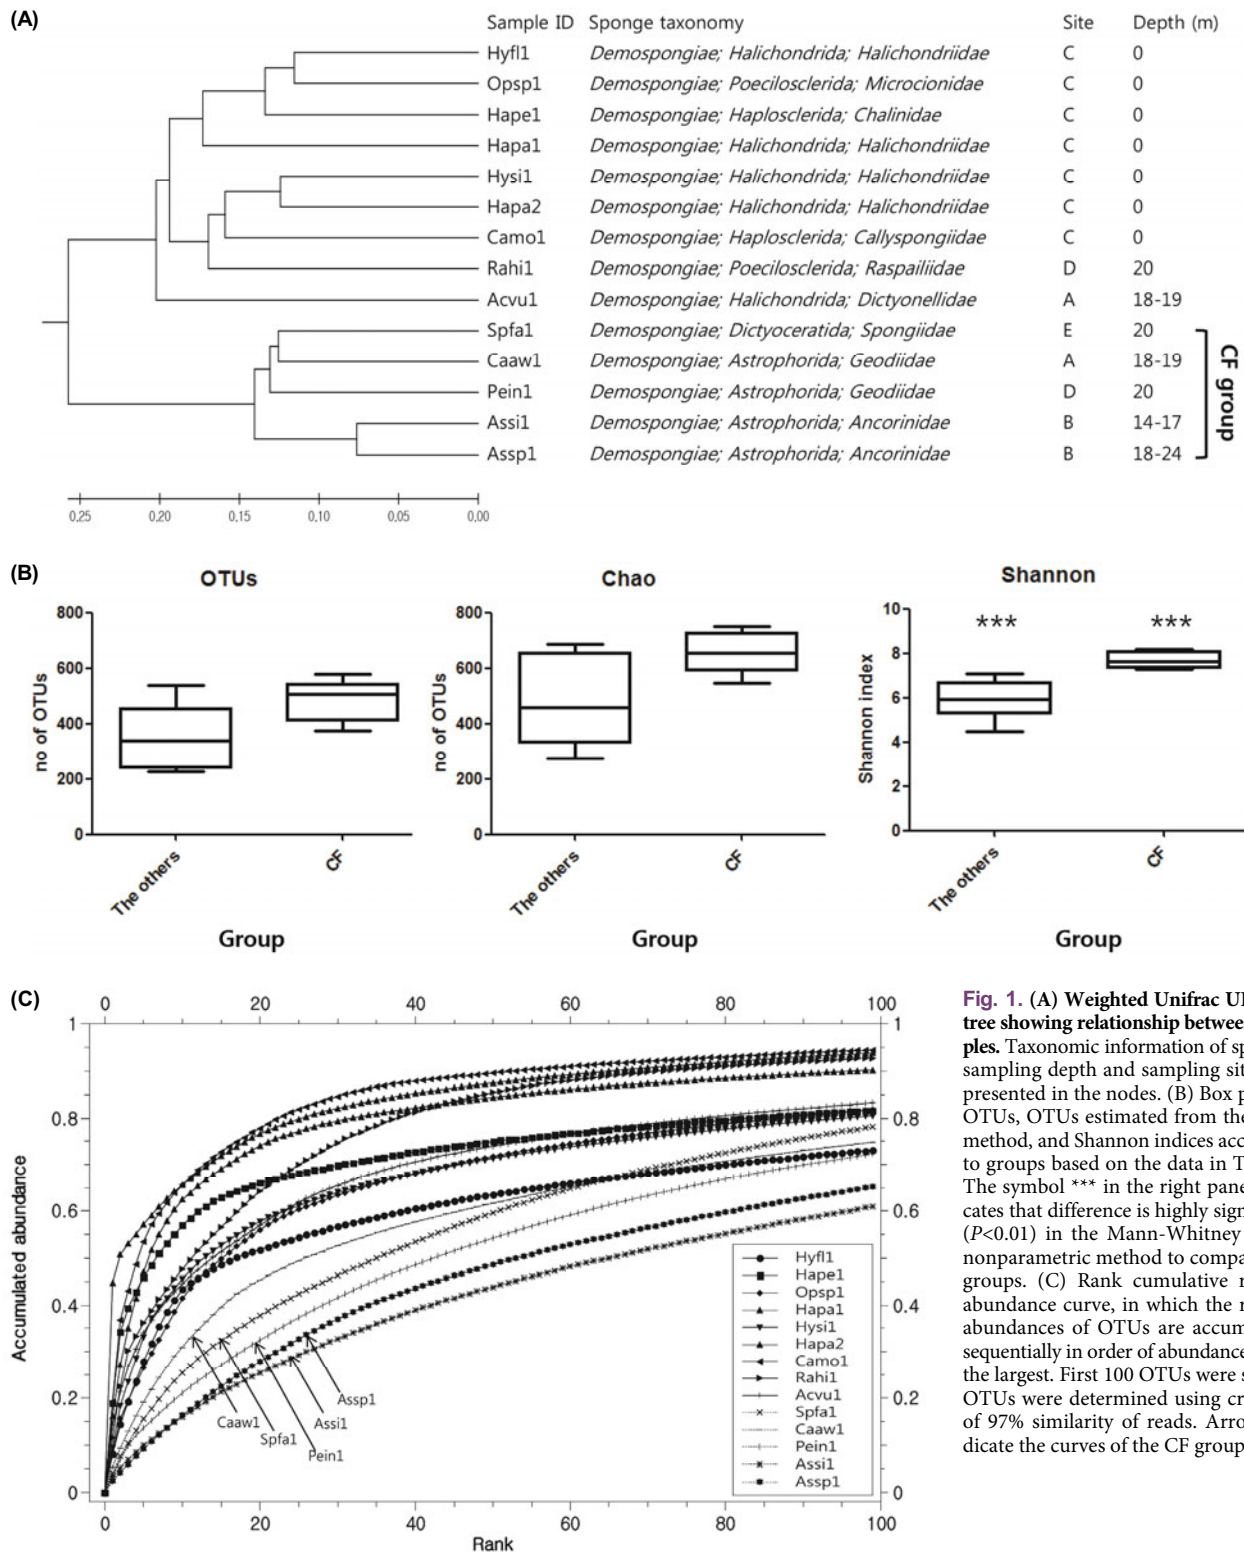 (A)
Sample ID Sponge taxonomy Site Depth (m)
Hyfl1 Demospongiae; Halichondrida; Halichondriidae C 0
Opsp1 Demospongiae; Poecilosclerida; Microcionidae C 0
Hape1 Demospongiae; Haplosclerida; Chalinidae C 0
Hapa1 Demospongiae; Halichondrida; Halichondriidae C 0
Hysi1 Demospongiae; Halichondrida; Halichondriidae C 0
Hapa2 Demospongiae; Halichondrida; Halichondriidae C 0
Camo1 Demospongiae; Haplosclerida; Callyspongiidae C 0
Rahi1 Demospongiae; Poecilosclerida; Raspailiidae D 20
Acvu1 Demospongiae; Halichondrida; Dictyonellidae A 18-19
Spfa1 Demospongiae; Dictyoceratida; Spongiidae E 20
Caaw1 Demospongiae; Astrophorida; Geodiidae A 18-19
Pein1 Demospongiae; Astrophorida; Geodiidae D 20
Assi1 Demospongiae; Astrophorida; Ancorinidae B 14-17
Assp1 Demospongiae; Astrophorida; Ancorinidae B 18-24
CF group
0,25 0,20 0,15 0,10 0,05 0,00
(B)
OTUs
800
600
400
200
0
no of OTUs
The others
CF
Group
Chao
800
600
400
200
0
no of OTUs
The others
CF
Group
Shannon
10
8
6
4
2
0
Shannon index
*** ***
The others
CF
Group
(C)
0 20 40 60 80 100
1
0.8
0.6
0.4
0.2
0
Accumulated abundance
1
0.8
0.6
0.4
0.2
0
Caaw1
Spfa1
Pein1
Assi1
Assp1
Hyfl1
Hape1
Opsp1
Hapa1
Hysi1
Hapa2
Camo1
Rahi1
Acvu1
Spfa1
Caaw1
Pein1
Assi1
Assp1
0 20 40 60 80 100
Rank
Fig. 1. (A) Weighted Unifrac UP
tree showing relationship between
ples. Taxonomic information of sp
sampling depth and sampling sit
presented in the nodes. (B) Box p
OTUs, OTUs estimated from the
method, and Shannon indices acc
to groups based on the data in T
The symbol *** in the right pane
cates that difference is highly sign
(P<0.01) in the Mann-Whitney
nonparametric method to compa
groups. (C) Rank cumulative r
abundance curve, in which the r
abundances of OTUs are accum
sequentially in order of abundance
the largest. First 100 OTUs were s
OTUs were determined using cr
of 97% similarity of reads. Arro
dicate the curves of the CF group